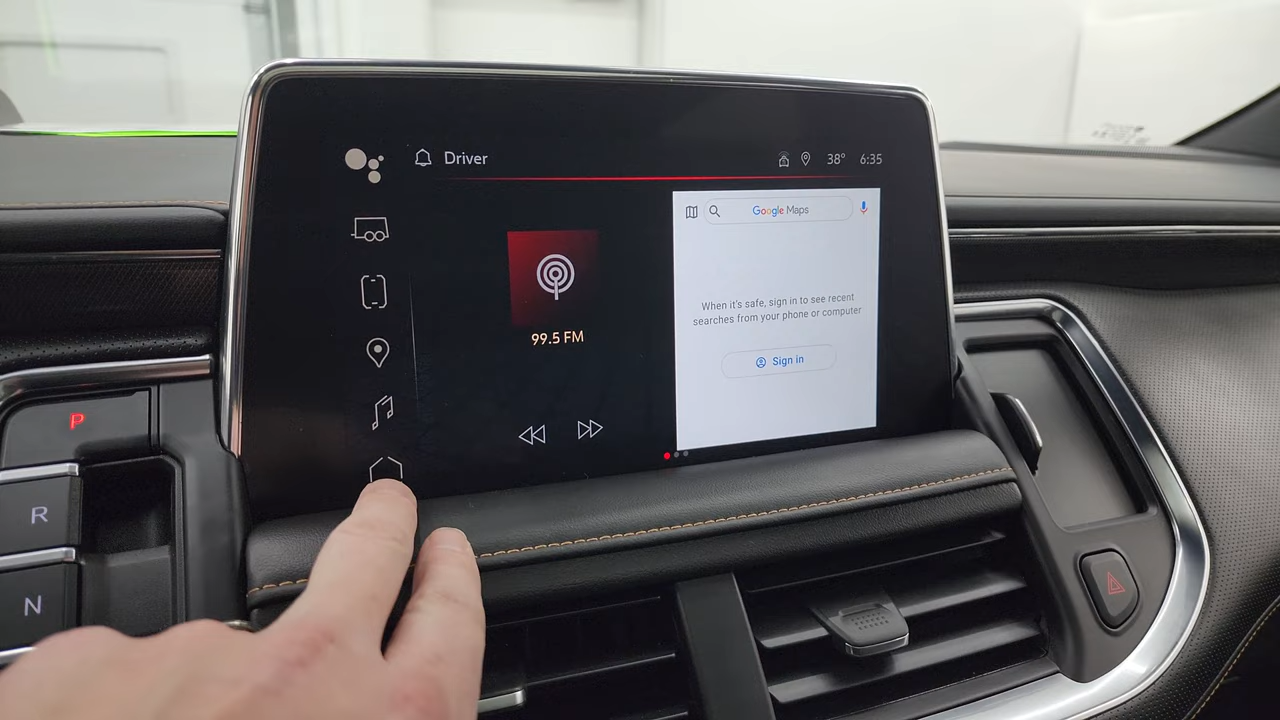 Driver
38° 6:35
Google Maps
When it's safe, sign in to see recent
searches from your phone or computer
Sign in
99.5 FM
P
R
N